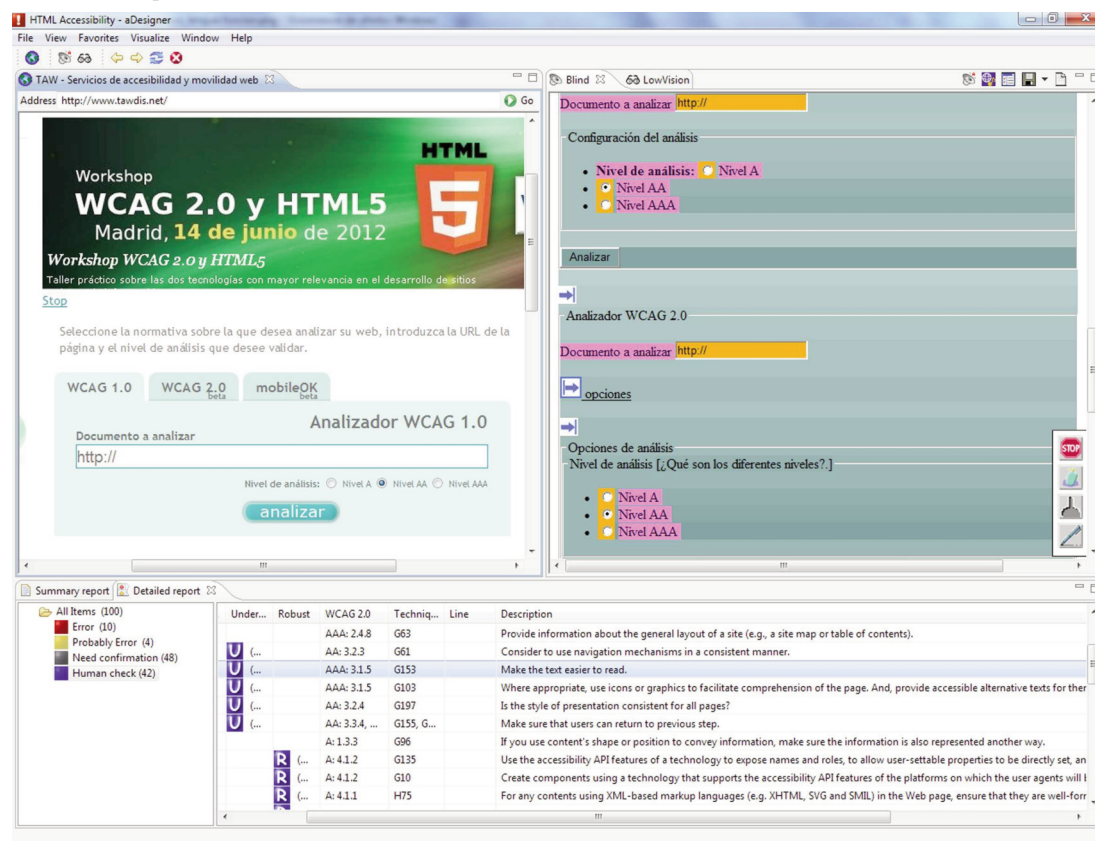 HTML Accessibility - aDesigner
File View Favorites Visualize Window Help
TAW - Servicios de accesibilidad y movilidad web
Address http://www.tawdis.net/ Go
HTML
Workshop
WCAG 2.0 y HTML5
Madrid, 14 de junio de 2012
Workshop WCAG 2.0 y HTML5
Taller práctico sobre las dos tecnologías con mayor relevancia en el desarrollo de sitios
Stop
Seleccione la normativa sobre la que desea analizar su web, introduzca la URL de la
página y el nivel de análisis que desee validar.
WCAG 1.0 WCAG 2.0 beta mobileOK beta
Analizador WCAG 1.0
Documento a analizar
http://
Nivel de análisis: Nivel A Nivel AA Nivel AAA
analizar
Blind LowVision
Documento a analizar http://
Configuración del análisis
Nivel de análisis: Nivel A
Nivel AA
Nivel AAA
Analizar
Analizador WCAG 2.0
Documento a analizar http://
opciones
Opciones de análisis
Nivel de análisis [¿Qué son los diferentes niveles?.]
Nivel A
Nivel AA
Nivel AAA
STOP
Summary report Detailed report
All Items (100)
Error (10)
Probably Error (4)
Need confirmation (48)
Human check (42)
Under... Robust WCAG 2.0 Techniq... Line Description
AAA: 2.4.8 G63 Provide information about the general layout of a site (e.g., a site map or table of contents).
U (... AA: 3.2.3 G61 Consider to use navigation mechanisms in a consistent manner.
U (... AAA: 3.1.5 G153 Make the text easier to read.
U (... AAA: 3.1.5 G103 Where appropriate, use icons or graphics to facilitate comprehension of the page. And, provide accessible alternative texts for ther
U (... AA: 3.2.4 G197 Is the style of presentation consistent for all pages?
U (... AA: 3.3.4, ... G155, G... Make sure that users can return to previous step.
A: 1.3.3 G96 If you use content's shape or position to convey information, make sure the information is also represented another way.
R (... A: 4.1.2 G135 Use the accessibility API features of a technology to expose names and roles, to allow user-settable properties to be directly set, an
R (... A: 4.1.2 G10 Create components using a technology that supports the accessibility API features of the platforms on which the user agents will
R (... A: 4.1.1 H75 For any contents using XML-based markup languages (e.g. XHTML, SVG and SMIL) in the Web page, ensure that they are well-forr